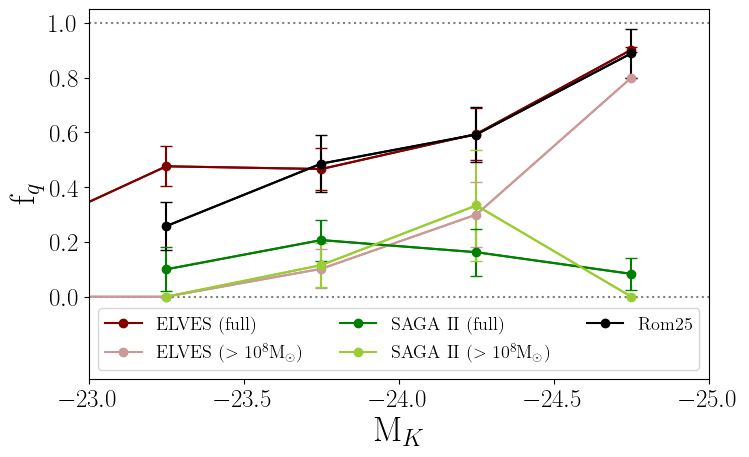 1.0
0.8
0.6
0.4
0.2
0.0
f_q
ELVES (full)
ELVES (> 10^8M_☉)
SAGA II (full)
SAGA II (> 10^8M_☉)
Rom25
−23.0 −23.5 −24.0 −24.5 −25.0
M_K